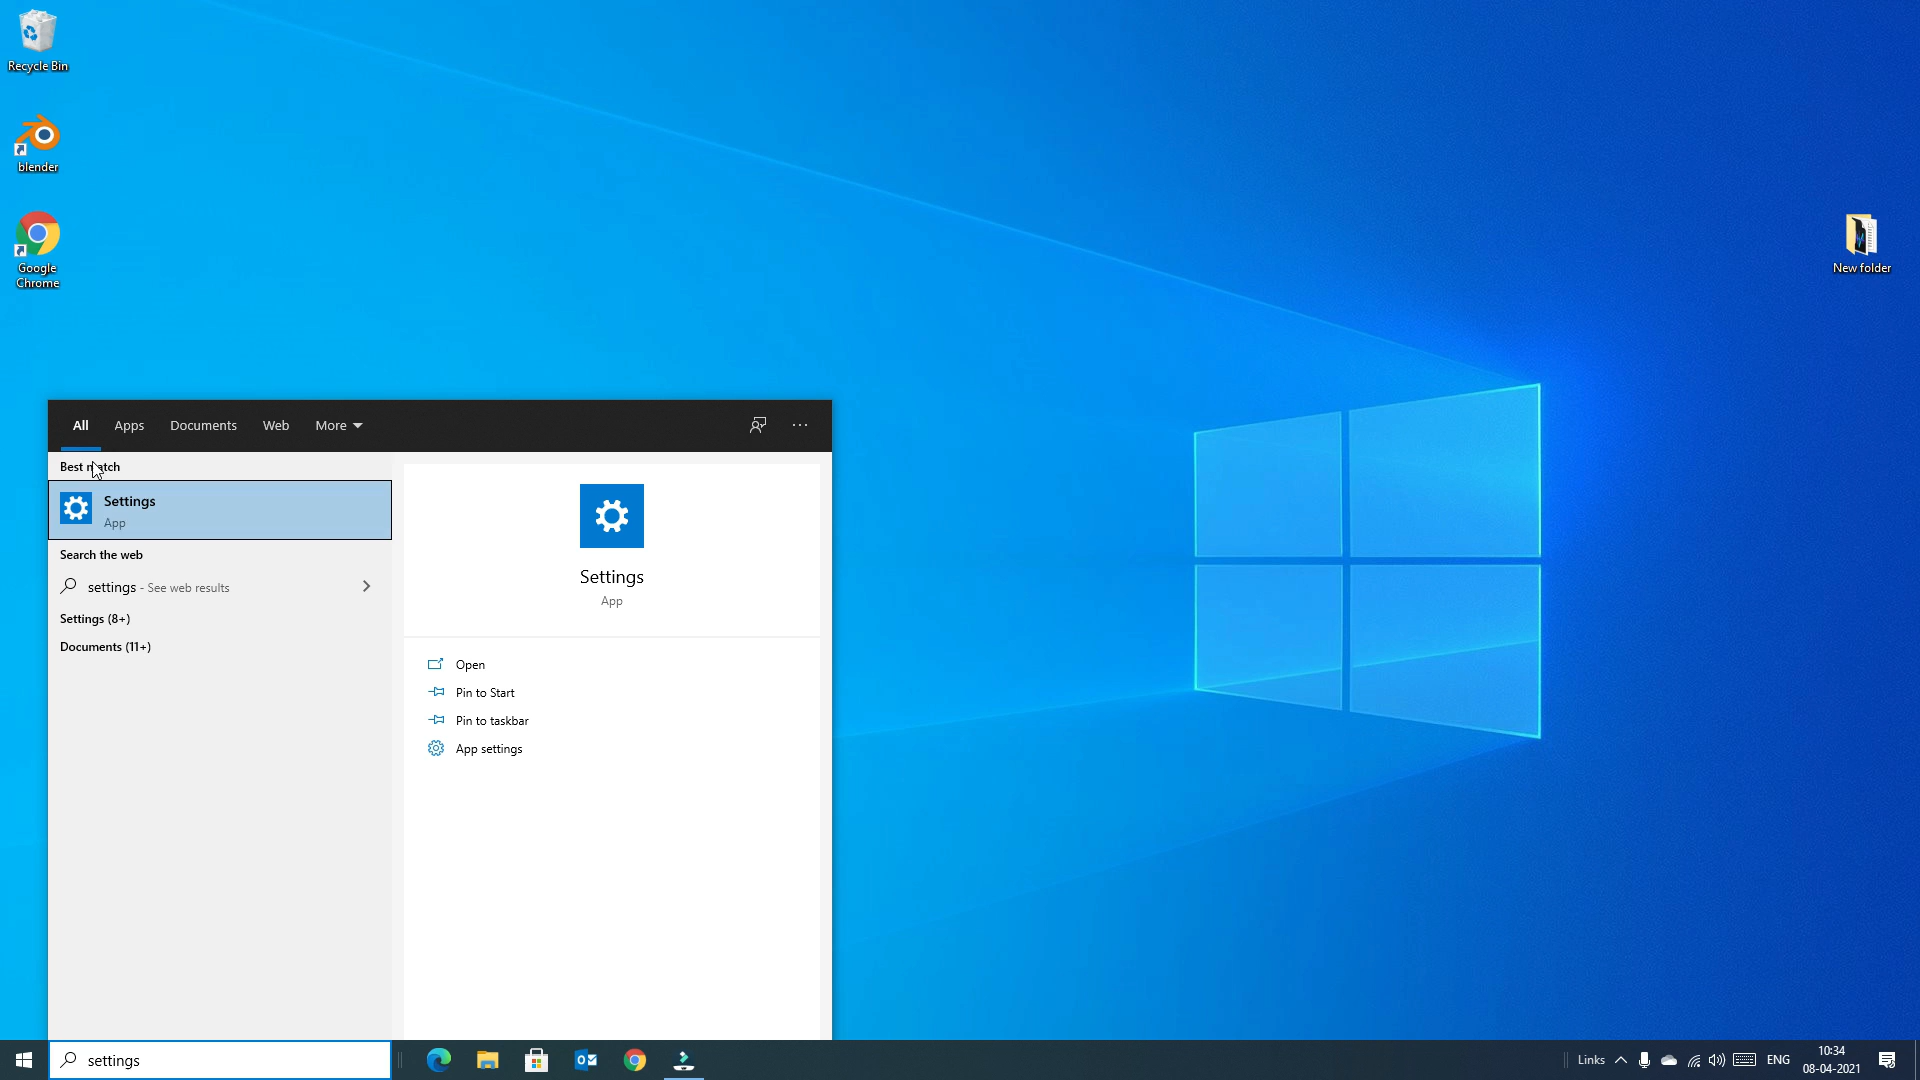 Recycle Bin
blender
Google
Chrome
New folder
All Apps Documents Web More
Best match
Settings
App
Search the web
settings - See web results
Settings (8+)
Documents (11+)
Settings
App
Open
Pin to Start
Pin to taskbar
App settings
settings
Links ENG
10:34
08-04-2021